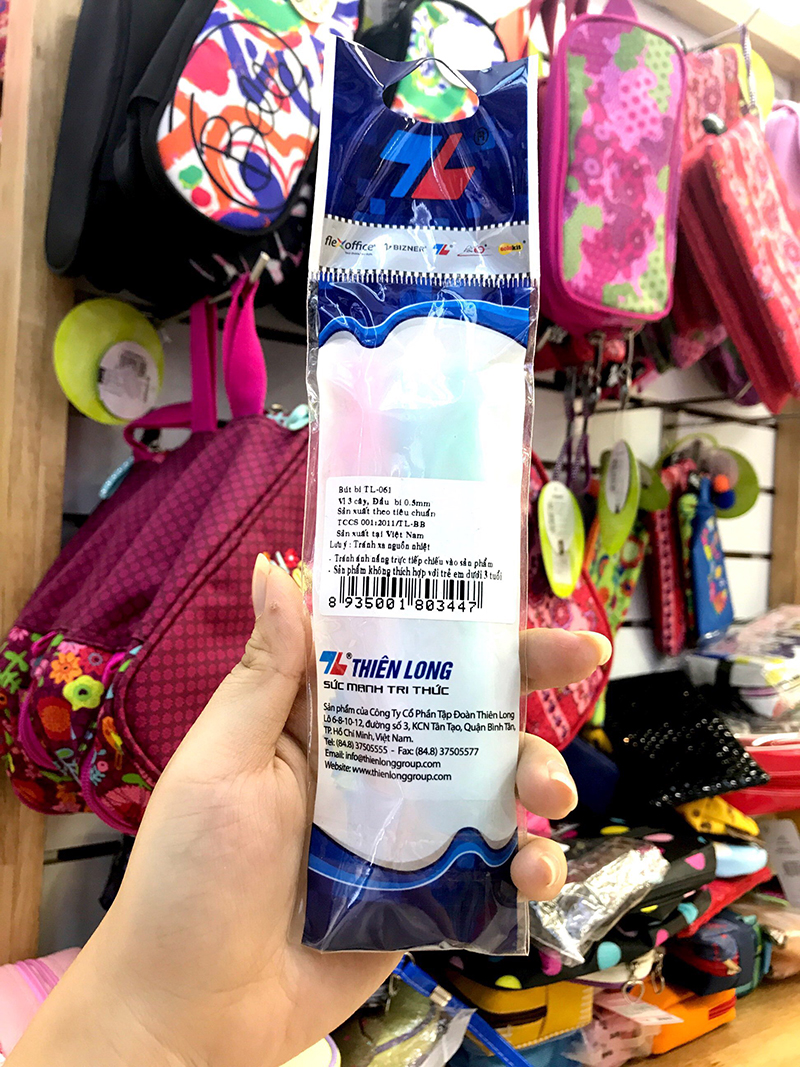 TL®
flexoffice
BIZNER
TL
®
Bút bi TL-061
Vỉ 3 cây, Đầu bi 0.5mm
Sản xuất theo tiêu chuẩn
TCCS 001:2011/TL-BB
Sản xuất tại Việt Nam
Lưu ý : Tránh xa nguồn nhiệt
- Tránh ánh nắng trực tiếp chiếu vào sản phẩm
- Sản phẩm không thích hợp với trẻ em dưới 3 tuổi
8 935001 803447
TL® THIÊN LONG
SỨC MẠNH TRI THỨC
Sản phẩm của Công Ty Cổ Phần Tập Đoàn Thiên Long
Lô 6-8-10-12, đường số 3, KCN Tân Tạo, Quận Bình Tân,
TP. Hồ Chí Minh, Việt Nam.
Tel: (84.8) 37505555 - Fax: (84.8) 37505577
Email: info@thienlonggroup.com
Website: www.thienlonggroup.com